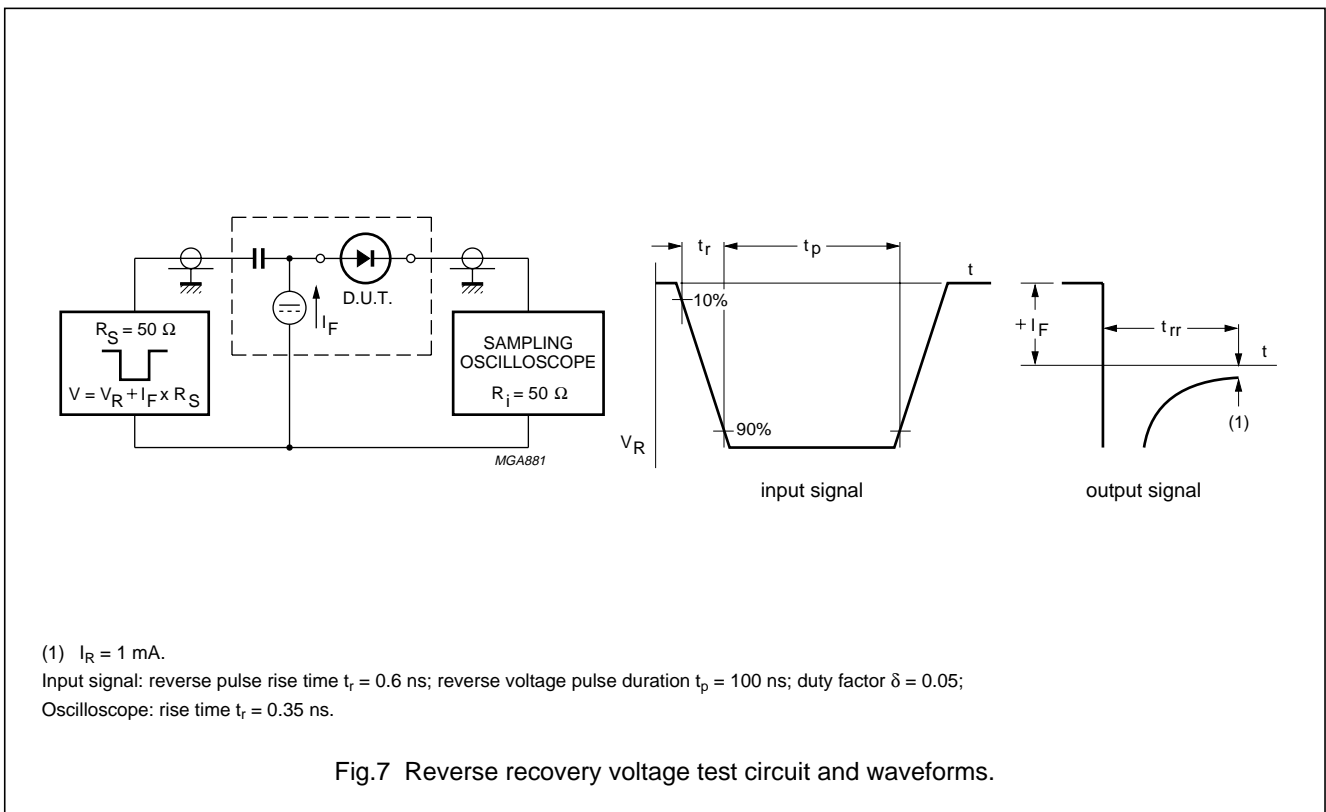 D.U.T.
I_F
R_S = 50 Ω
V = V_R + I_F x R_S
SAMPLING
OSCILLOSCOPE
R_i = 50 Ω
MGA881
t_r
t_p
t
10%
90%
V_R
input signal
+ I_F
t_rr
t
(1)
output signal
(1) I_R = 1 mA.
Input signal: reverse pulse rise time t_r = 0.6 ns; reverse voltage pulse duration t_p = 100 ns; duty factor δ = 0.05;
Oscilloscope: rise time t_r = 0.35 ns.
Fig.7 Reverse recovery voltage test circuit and waveforms.